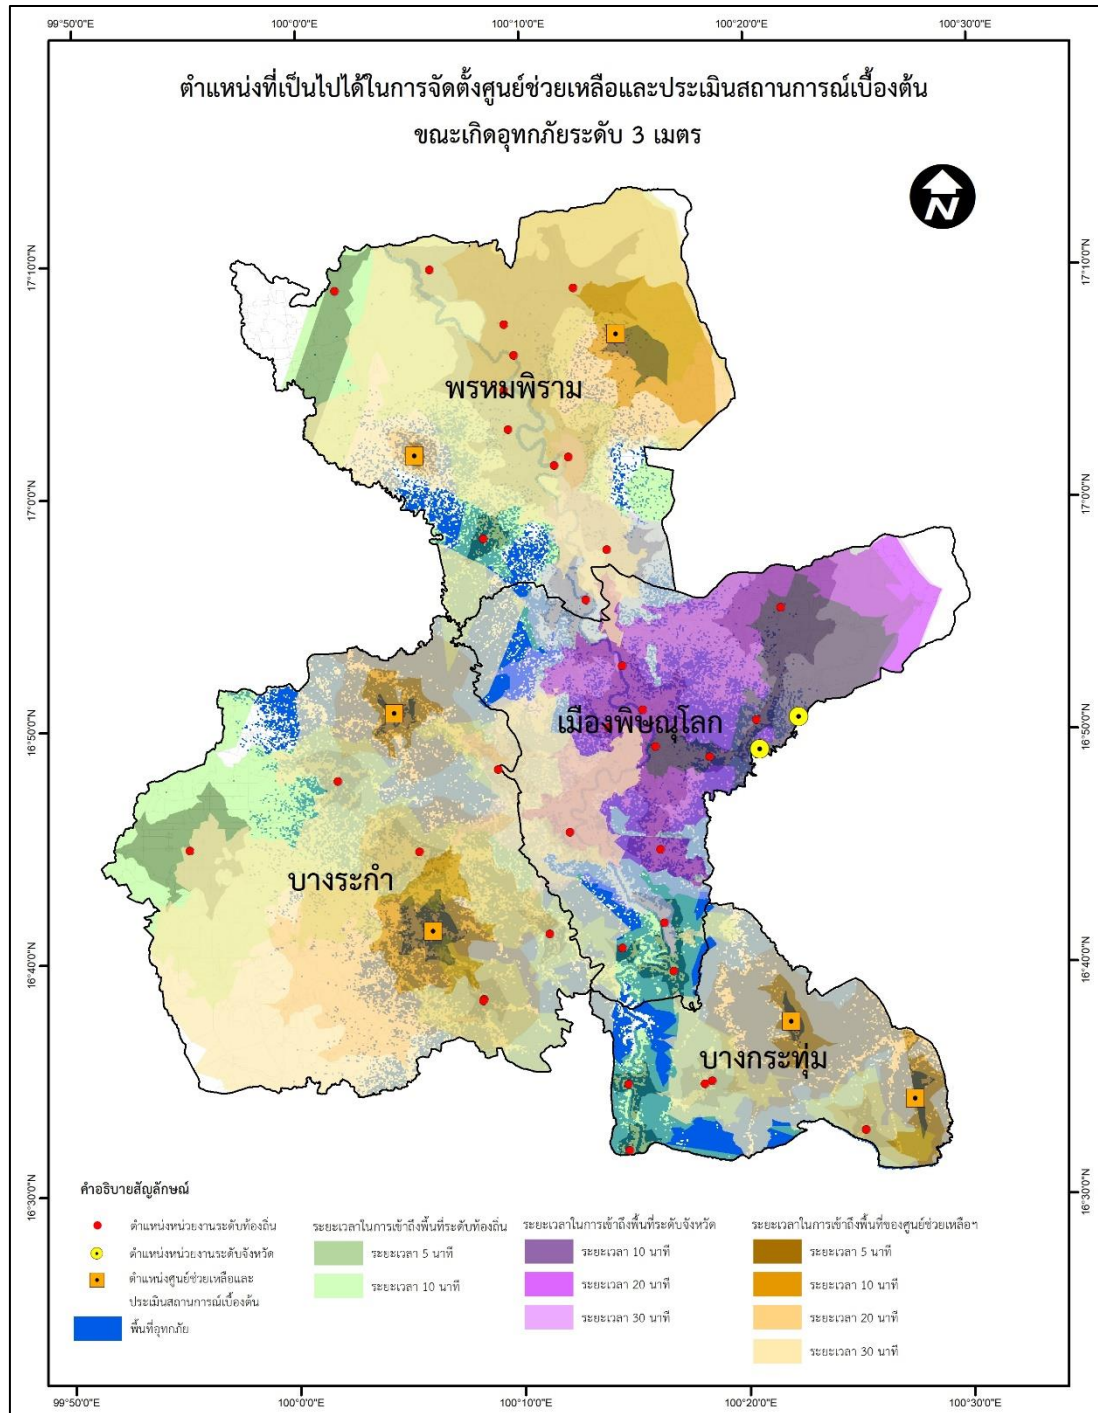 99°50'0"E 100°0'0"E 100°10'0"E 100°20'0"E 100°30'0"E
ตำแหน่งที่เป็นไปได้ในการจัดตั้งศูนย์ช่วยเหลือและประเมินสถานการณ์เบื้องต้น
ขณะเกิดอุทกภัยระดับ 3 เมตร
N
17°10'0"N 17°10'0"N
พรหมพิราม
17°0'0"N 17°0'0"N
เมืองพิษณุโลก
16°50'0"N 16°50'0"N
บางระกำ
16°40'0"N 16°40'0"N
บางกระทุ่ม
16°30'0"N 16°30'0"N
คำอธิบายสัญลักษณ์
ตำแหน่งหน่วยงานระดับท้องถิ่น
ตำแหน่งหน่วยงานระดับจังหวัด
ตำแหน่งศูนย์ช่วยเหลือและ
ประเมินสถานการณ์เบื้องต้น
พื้นที่อุทกภัย
ระยะเวลาในการเข้าถึงพื้นที่ระดับท้องถิ่น
ระยะเวลา 5 นาที
ระยะเวลา 10 นาที
ระยะเวลาในการเข้าถึงพื้นที่ระดับจังหวัด
ระยะเวลา 10 นาที
ระยะเวลา 20 นาที
ระยะเวลา 30 นาที
ระยะเวลาในการเข้าถึงพื้นที่ของศูนย์ช่วยเหลือฯ
ระยะเวลา 5 นาที
ระยะเวลา 10 นาที
ระยะเวลา 20 นาที
ระยะเวลา 30 นาที
99°50'0"E 100°0'0"E 100°10'0"E 100°20'0"E 100°30'0"E